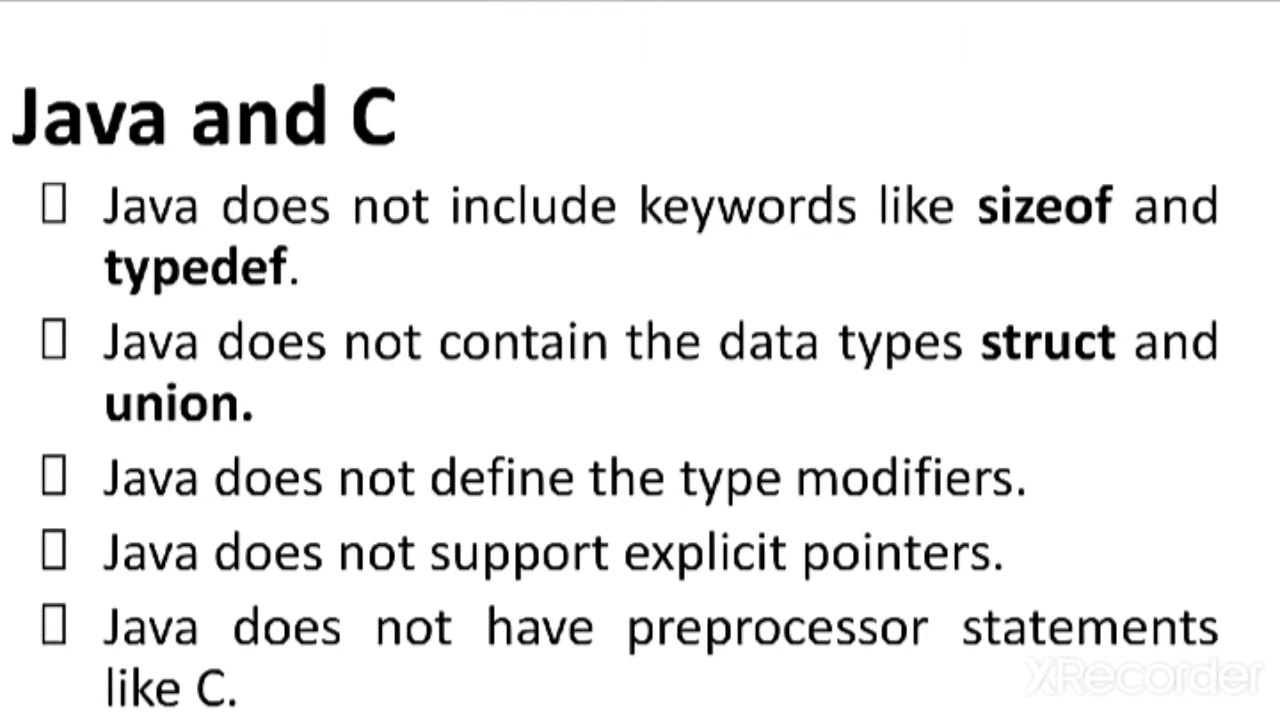 Java and C
Java does not include keywords like sizeof and
typedef.
Java does not contain the data types struct and
union.
Java does not define the type modifiers.
Java does not support explicit pointers.
Java does not have preprocessor statements
like C.
XRecorder